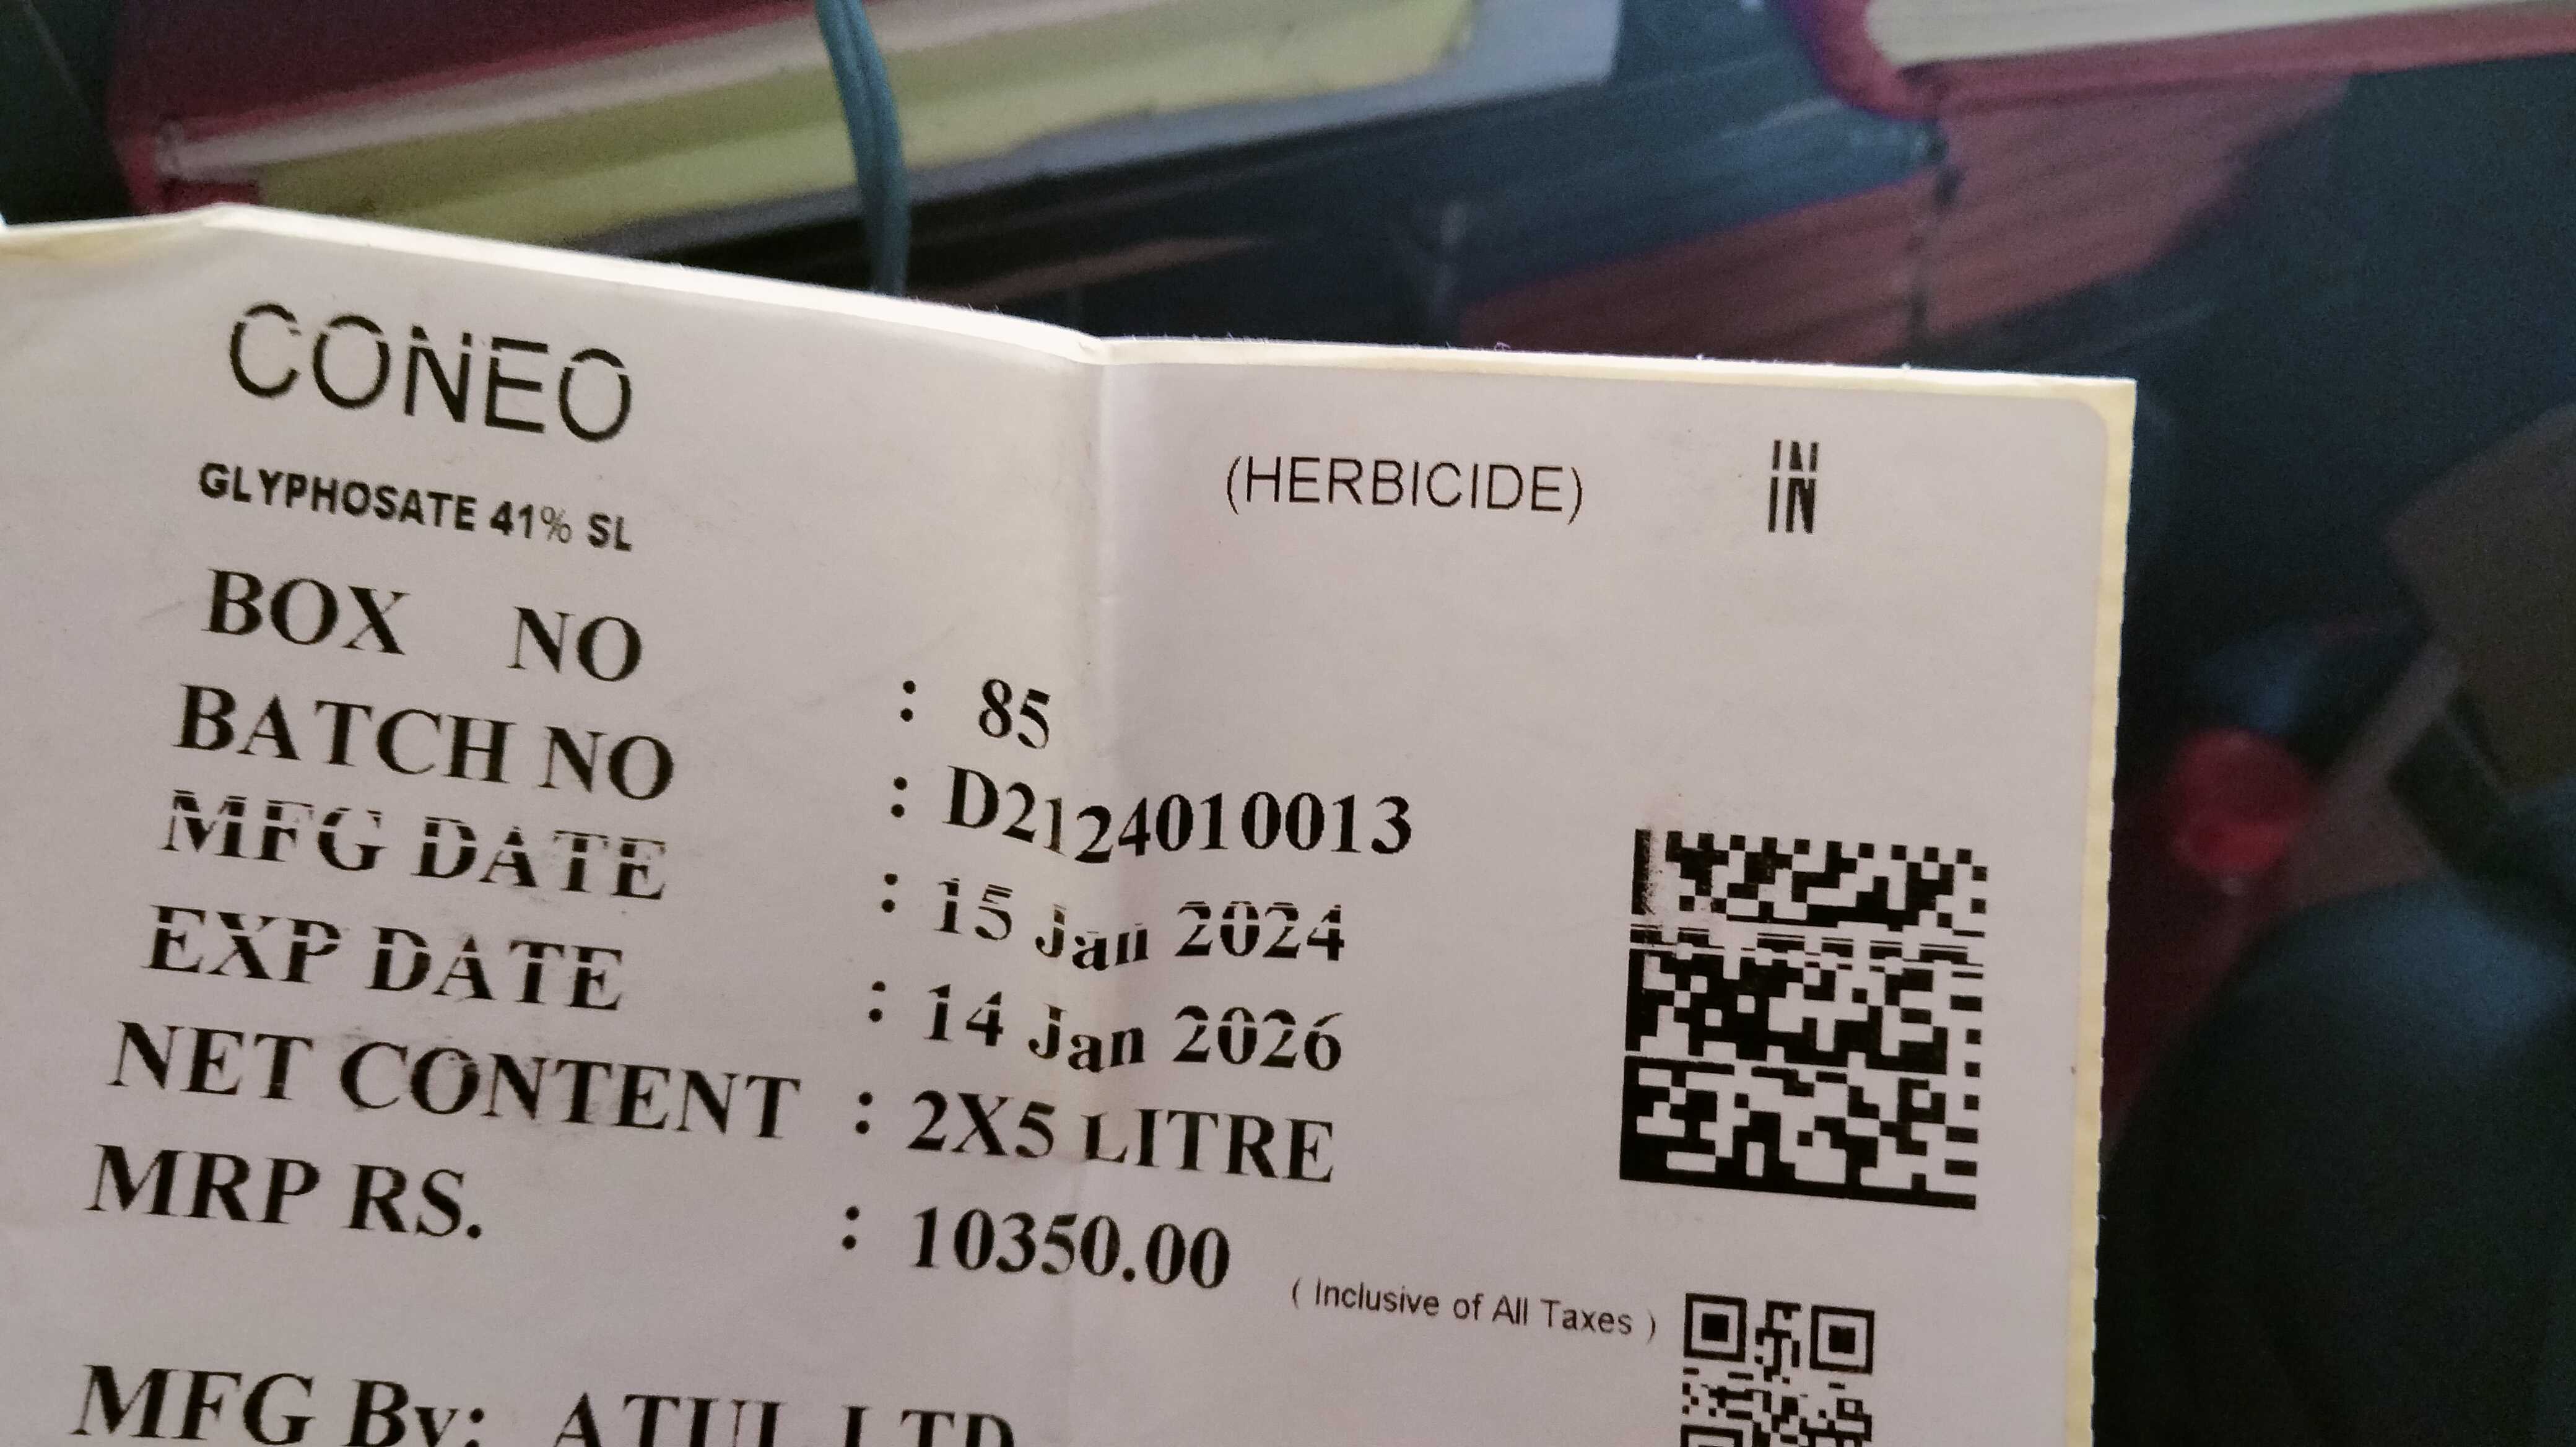 CONEO
(HERBICIDE) IN
GLYPHOSATE 41% SL
BOX NO : 85
BATCH NO : D2124010013
MFG DATE : 15 Jan 2024
EXP DATE : 14 Jan 2026
NET CONTENT : 2X5 LITRE
MRP RS. : 10350.00 ( Inclusive of All Taxes )
MFG By: ATUL LTD